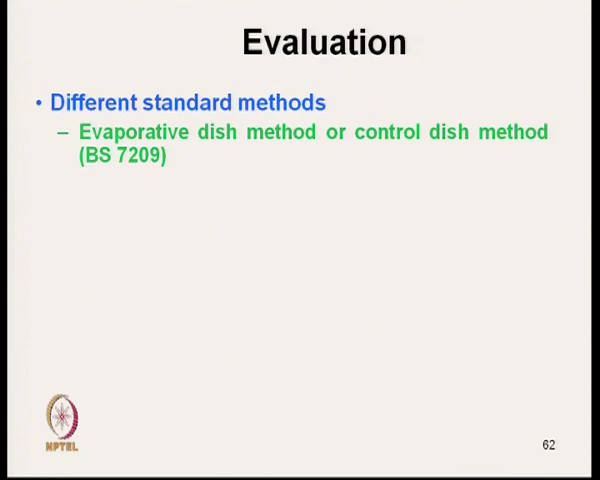 Evaluation
• Different standard methods
– Evaporative dish method or control dish method
(BS 7209)
NPTEL
62